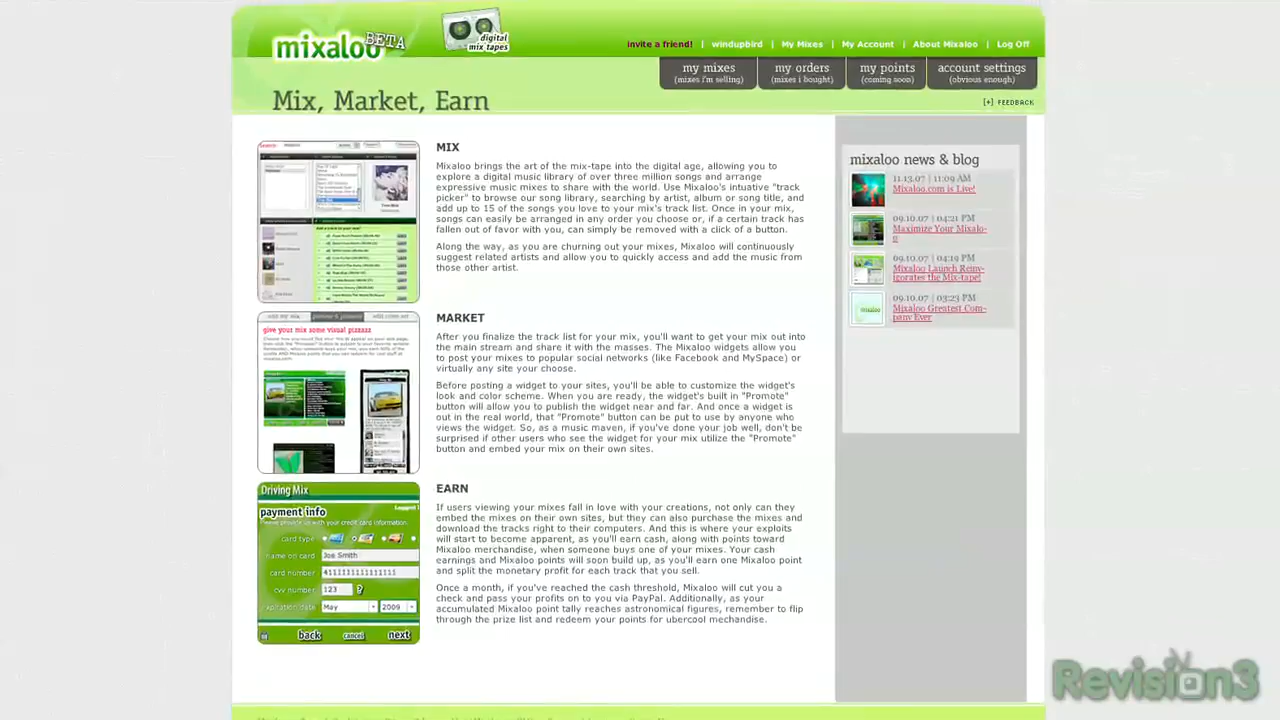 mixaloo BETA
digital
mix tapes
invite a friend! | windupbird | My Mixes | My Account | About Mixaloo | Log Off
my mixes
(mixes i'm selling)
my orders
(mixes i bought)
my points
(coming soon)
account settings
(obvious enough)
Mix, Market, Earn
[+] FEEDBACK
MIX
Mixaloo brings the art of the mix-tape into the digital age, allowing you to
explore a digital music library of over three million songs and arrange
expressive music mixes to share with the world. Use Mixaloo's intuative "track
picker" to browse our song library, searching by artist, album or song title, and
add up to 15 of the songs you love to your mix's track list. Once in your mix,
songs can easily be arranged in any order you choose or, if a certain track has
fallen out of favor with you, can simply be removed with a click of a button.
Along the way, as you are churning out your mixes, Mixaloo will continuously
suggest related artists and allow you to quickly access and add the music from
those other artist.
MARKET
After you finalize the track list for your mix, you'll want to get your mix out into
the main stream and share it with the masses. The Mixaloo widgets allow you
to post your mixes to popular social networks (like Facebook and MySpace) or
virtually any site your choose.
Before posting a widget to your sites, you'll be able to customize the widget's
look and color scheme. When you are ready, the widget's built in "Promote"
button will allow you to publish the widget near and far. And once a widget is
out in the real world, that "Promote" button can be put to use by anyone who
views the widget. So, as a music maven, if you've done your job well, don't be
surprised if other users who see the widget for your mix utilize the "Promote"
button and embed your mix on their own site.
give your mix some visual pizzazz
EARN
If users viewing your mixes fall in love with your creations, not only can they
embed the mixes on their own sites, but they can also purchase the mixes and
download the tracks right to their computers. And this is where your exploits
will start to become apparent, as you'll earn cash, along with points toward
Mixaloo merchandise, when someone buys one of your mixes. Your cash
earnings and Mixaloo points will soon build up, as you'll earn one Mixaloo point
and split the monetary profit for each track that you sell.
Once a month, if you've reached the cash threshold, Mixaloo will cut you a
check and pass your profits on to you via PayPal. Additionally, as your
accumulated Mixaloo point tally reaches astronomical figures, remember to flip
through the prize list and redeem your points for ubercool mechandise.
Driving Mix
payment info
Please provide us with your credit card information.
card type
name on card Joe Smith
card number
cvv number 123 ?
expiration date May 2009
back cancel next
mixaloo news & blog
11.13.07 | 11:09 AM
Mixaloo.com is Live!
09.10.07 | 04:21 PM
Maximize Your Mixalo-
o
09.10.07 | 04:19 PM
Mixaloo Launch Reinv-
igorates the Mix-tape!
09.10.07 | 03:23 PM
Mixaloo Greatest Com-
pany Ever
Revision3